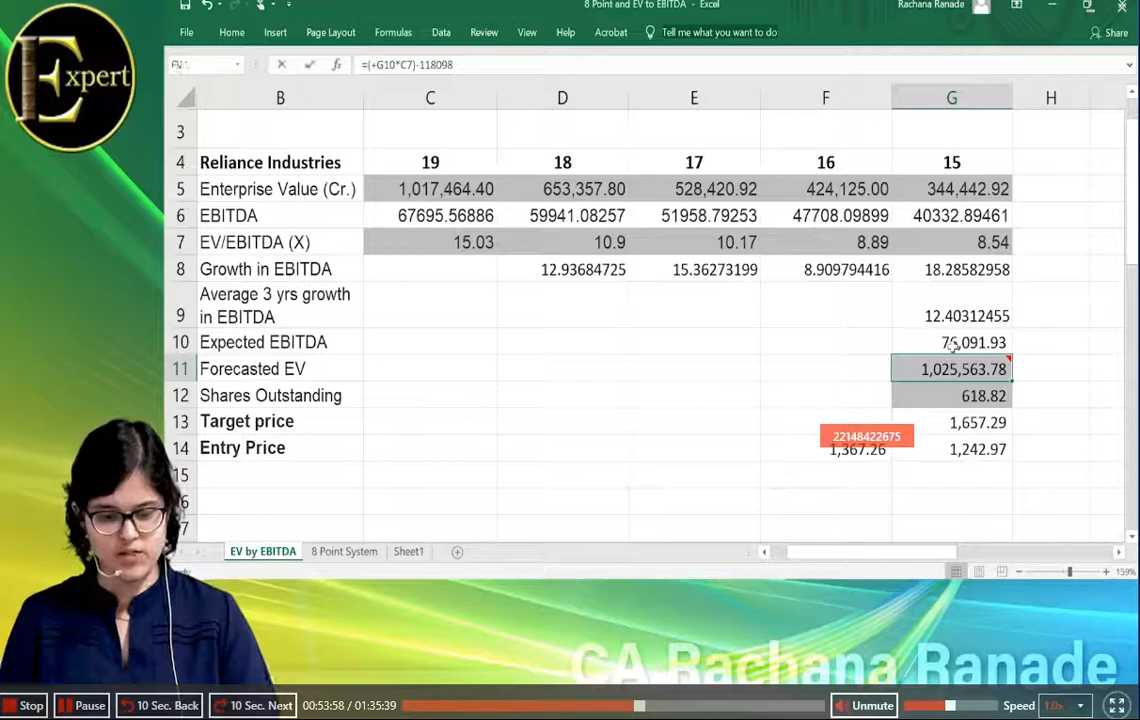 Expert
8 Point and EV to EBITDA - Excel
Rachana Ranade
File Home Insert Page Layout Formulas Data Review View Help Acrobat Tell me what you want to do Share
fx =(+G10*C7)-118098
B C D E F G H
3
4 Reliance Industries 19 18 17 16 15
5 Enterprise Value (Cr.) 1,017,464.40 653,357.80 528,420.92 424,125.00 344,442.92
6 EBITDA 67695.56886 59941.08257 51958.79253 47708.09899 40332.89461
7 EV/EBITDA (X) 15.03 10.9 10.17 8.89 8.54
8 Growth in EBITDA 12.93684725 15.36273199 8.909794416 18.28582958
Average 3 yrs growth
9 in EBITDA 12.40312455
10 Expected EBITDA 76,091.93
11 Forecasted EV 1,025,563.78
12 Shares Outstanding 618.82
13 Target price 1,657.29
22148422675
14 Entry Price 1,367.26 1,242.97
15
EV by EBITDA 8 Point System Sheet1
159%
CA Rachana Ranade
Stop Pause 10 Sec. Back 10 Sec. Next 00:53:58 / 01:35:39 Unmute Speed 1.0x